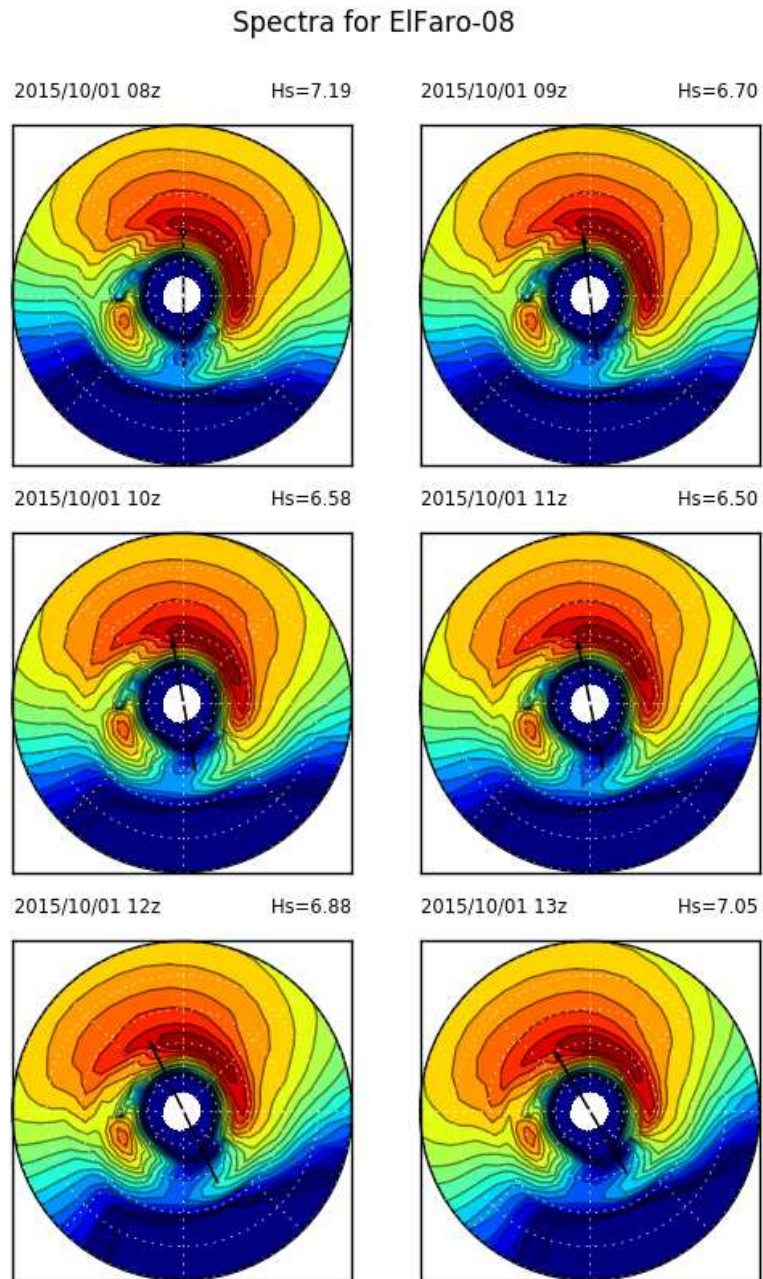 Spectra for ElFaro-08
2015/10/01 08z Hs=7.19
2015/10/01 09z Hs=6.70
2015/10/01 10z Hs=6.58
2015/10/01 11z Hs=6.50
2015/10/01 12z Hs=6.88
2015/10/01 13z Hs=7.05